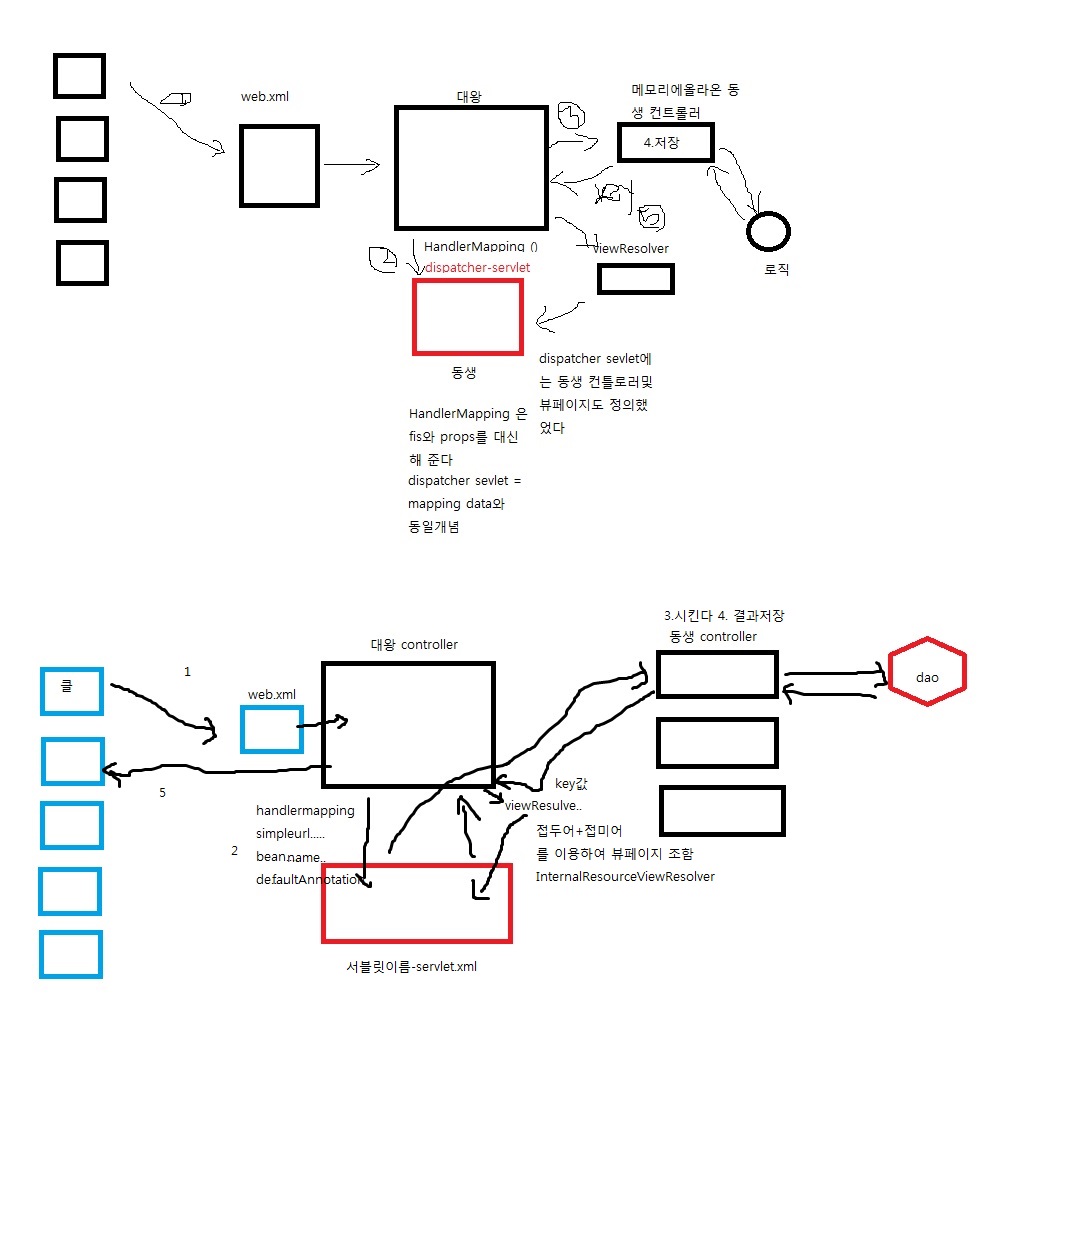 web.xml
대왕
메모리에올라온 동
생 컨트롤러
4.저장
1
3
2
5
HandlerMapping ()
dispatcher-servlet
viewResolver
로직
동생
dispatcher sevlet에
는 동생 컨틀로러및
뷰페이지도 정의했
었다
HandlerMapping 은
fis와 props를 대신
해 준다
dispatcher sevlet =
mapping data와
동일개념
3.시킨다 4. 결과저장
동생 controller
대왕 controller
클
1
web.xml
dao
5
key값
viewResulve..
handlermapping
simpleurl.....
bean.name..
defaultAnnotation
2
접두어+접미어
를 이용하여 뷰페이지 조함
InternalResourceViewResolver
서블릿이름-servlet.xml